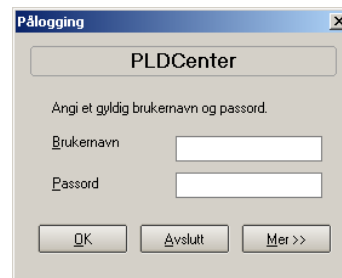 Pålogging
PLDCenter
Angi et gyldig brukernavn og passord.
Brukernavn
Passord
OK
Avslutt
Mer >>